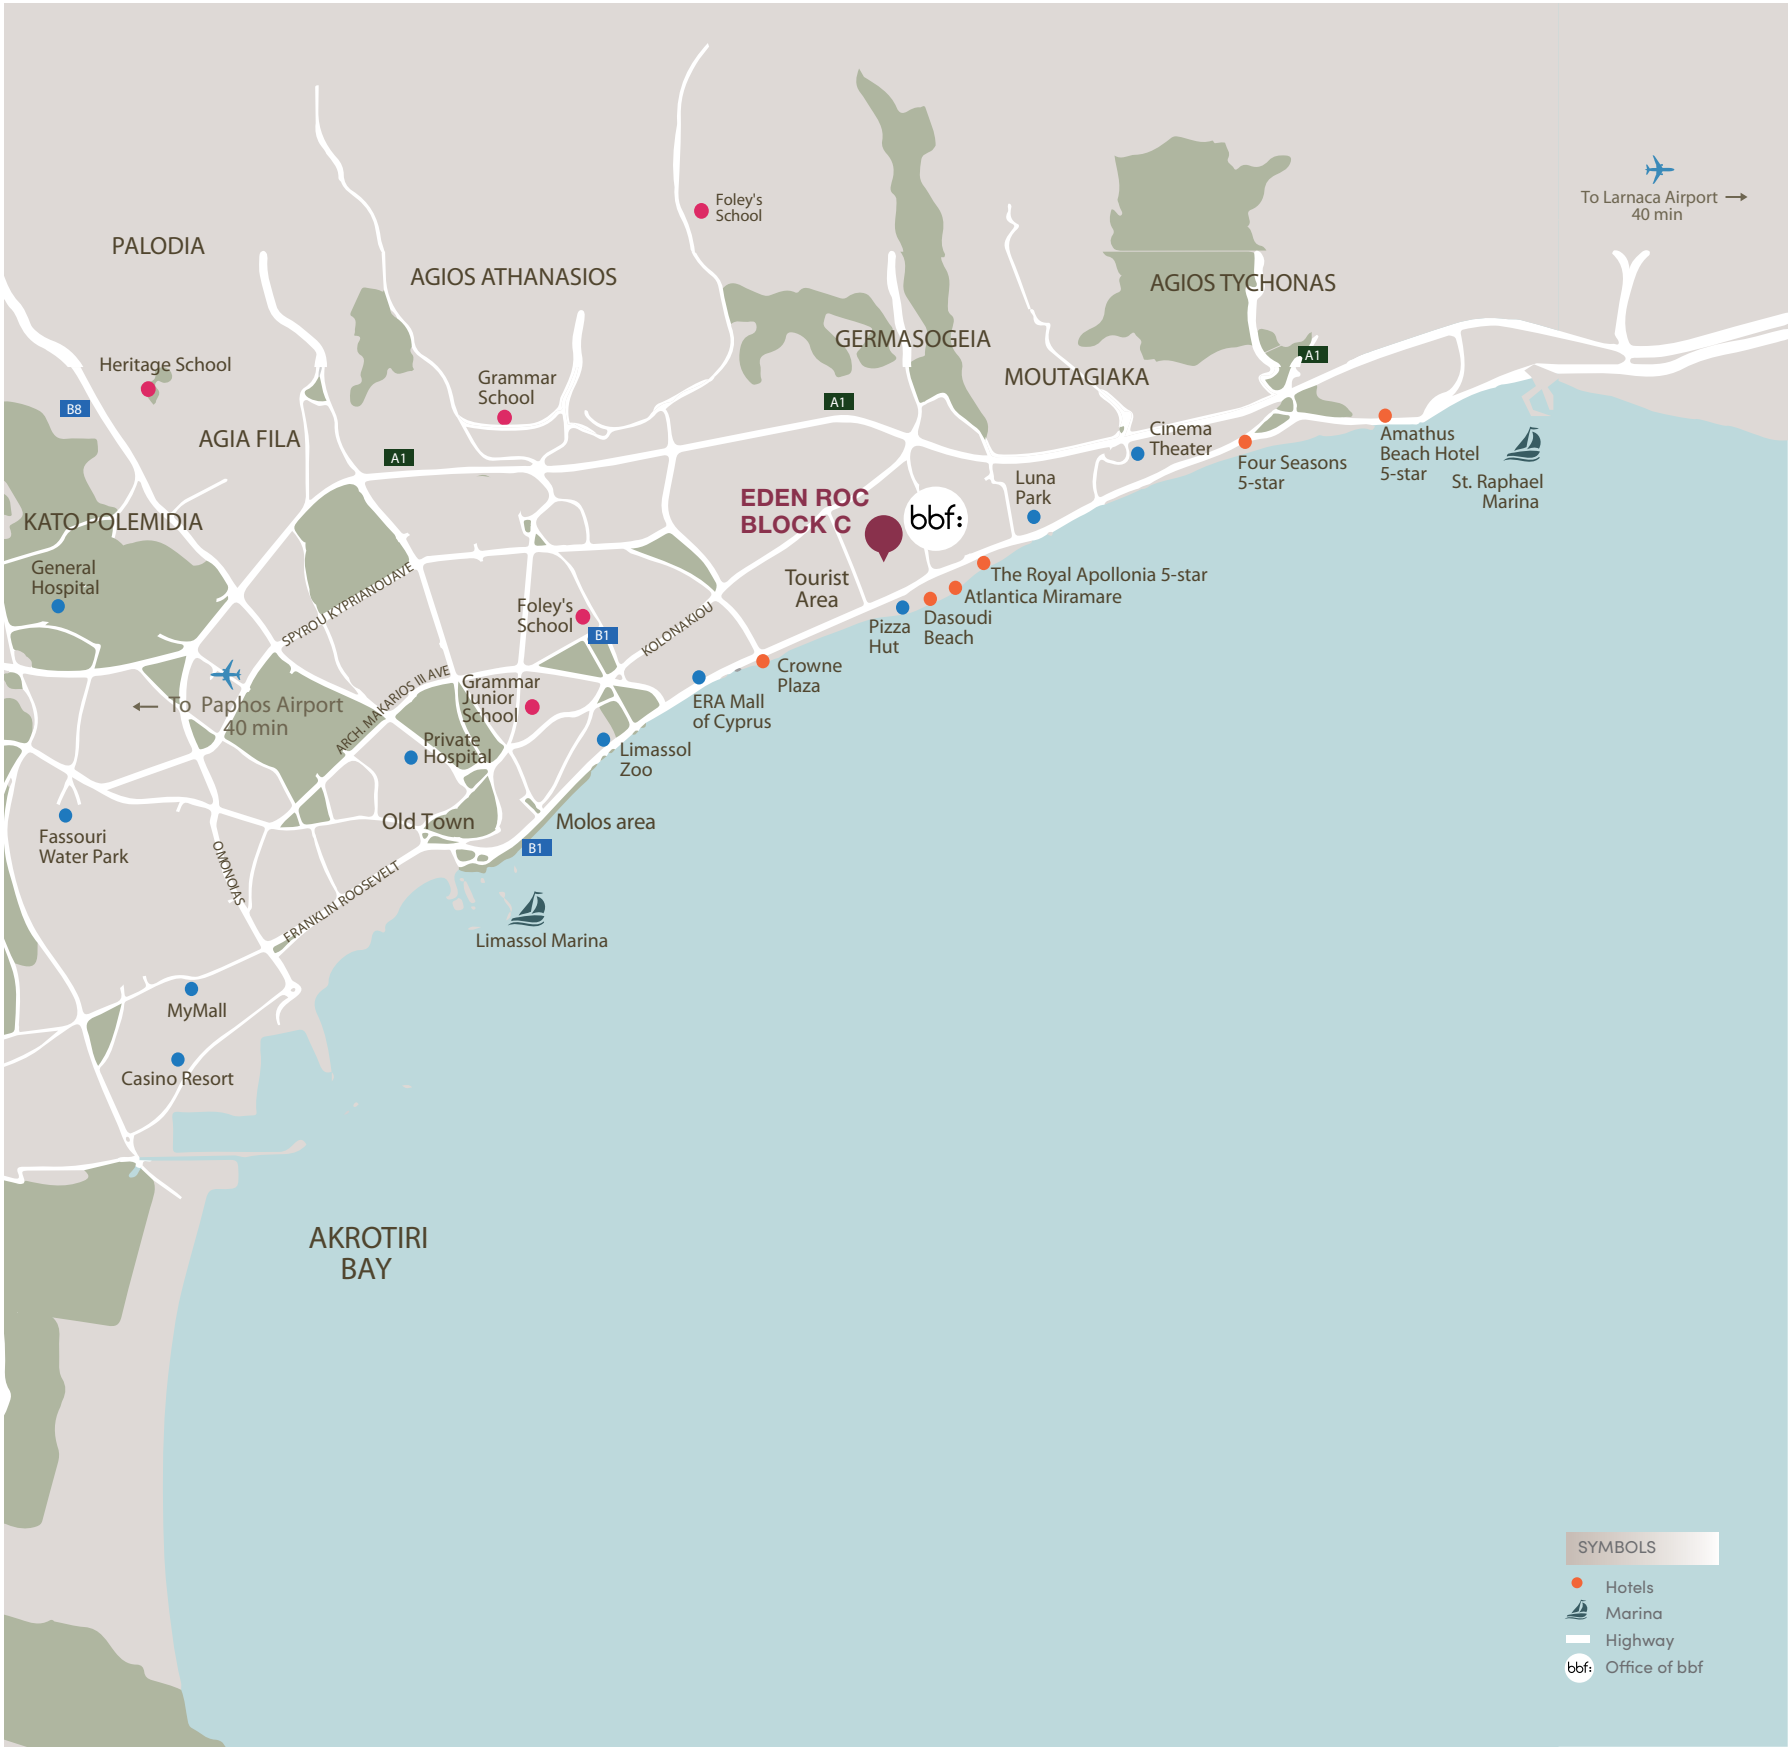 Foley's
School
To Larnaca Airport
40 min
PALODIA
AGIOS ATHANASIOS
AGIOS TYCHONAS
GERMASOGEIA
A1
Heritage School
MOUTAGIAKA
Grammar
School
B8
A1
AGIA FILA
Cinema
Theater
Amathus
Beach Hotel
5-star
A1
Four Seasons
5-star
St. Raphael
Marina
Luna
Park
EDEN ROC
BLOCK C
bbf:
KATO POLEMIDIA
General
Hospital
SPYROU KYPRIANOUAVE
Tourist
Area
The Royal Apollonia 5-star
Atlantica Miramare
Foley's
School
B1
KOLONAKIOU
Pizza
Hut
Dasoudi
Beach
Crowne
Plaza
ARCH. MAKARIOS III AVE
Grammar
Junior
School
ERA Mall
of Cyprus
To Paphos Airport
40 min
Private
Hospital
Limassol
Zoo
Old Town
Molos area
B1
Fassouri
Water Park
OMONOIAS
FRANKLIN ROOSEVELT
Limassol Marina
MyMall
Casino Resort
AKROTIRI
BAY
SYMBOLS
Hotels
Marina
Highway
bbf: Office of bbf